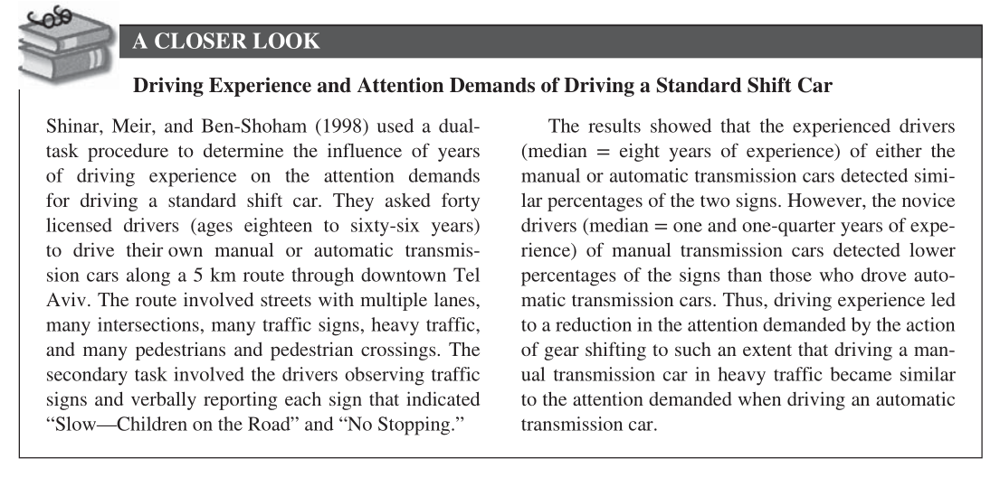 A CLOSER LOOK
Driving Experience and Attention Demands of Driving a Standard Shift Car
Shinar, Meir, and Ben-Shoham (1998) used a dual-
task procedure to determine the influence of years
of driving experience on the attention demands
for driving a standard shift car. They asked forty
licensed drivers (ages eighteen to sixty-six years)
to drive their own manual or automatic transmis-
sion cars along a 5 km route through downtown Tel
Aviv. The route involved streets with multiple lanes,
many intersections, many traffic signs, heavy traffic,
and many pedestrians and pedestrian crossings. The
secondary task involved the drivers observing traffic
signs and verbally reporting each sign that indicated
“Slow—Children on the Road” and “No Stopping.”
The results showed that the experienced drivers
(median = eight years of experience) of either the
manual or automatic transmission cars detected simi-
lar percentages of the two signs. However, the novice
drivers (median = one and one-quarter years of expe-
rience) of manual transmission cars detected lower
percentages of the signs than those who drove auto-
matic transmission cars. Thus, driving experience led
to a reduction in the attention demanded by the action
of gear shifting to such an extent that driving a man-
ual transmission car in heavy traffic became similar
to the attention demanded when driving an automatic
transmission car.